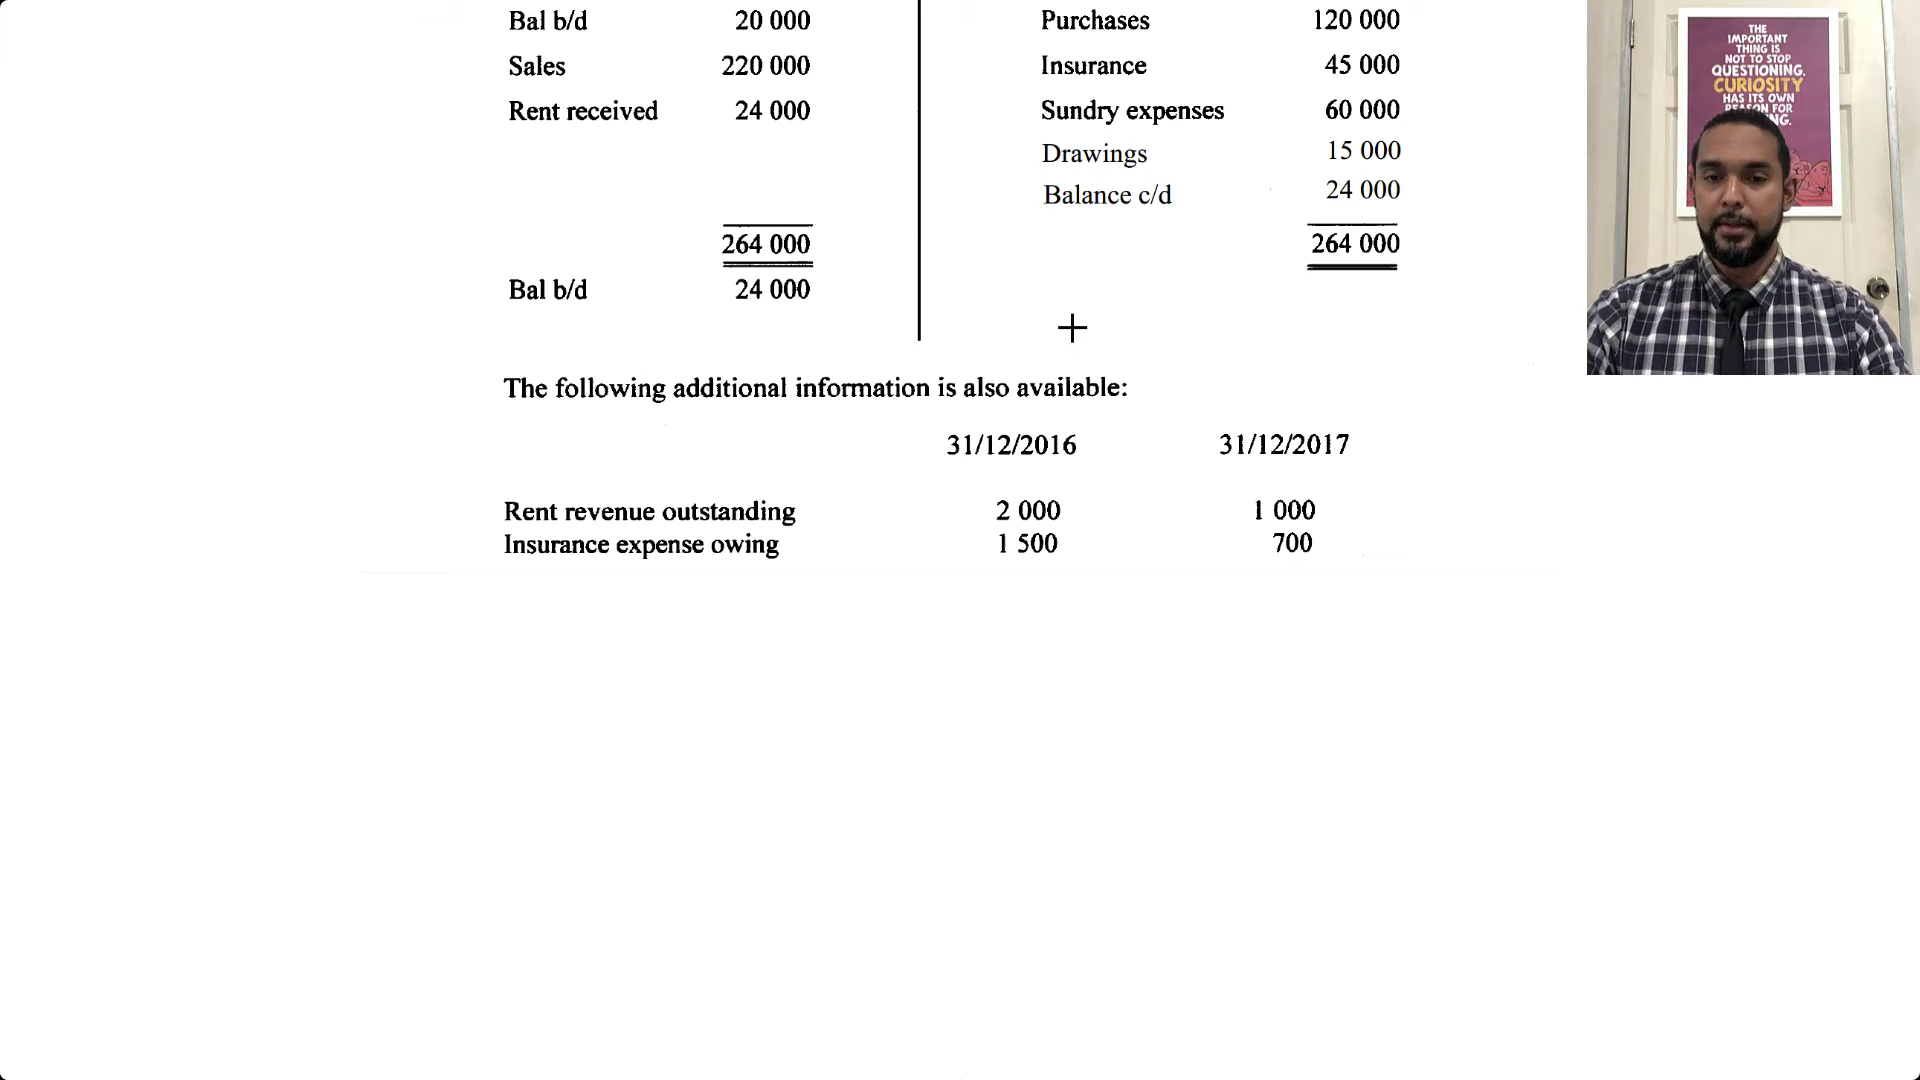 Bal b/d 20 000 Purchases 120 000
Sales 220 000 Insurance 45 000
Rent received 24 000 Sundry expenses 60 000
Drawings 15 000
Balance c/d 24 000
264 000 264 000
Bal b/d 24 000
The following additional information is also available:
31/12/2016 31/12/2017
Rent revenue outstanding 2 000 1 000
Insurance expense owing 1 500 700
THE
IMPORTANT
THING IS
NOT TO STOP
QUESTIONING.
CURIOSITY
HAS ITS OWN
REASON FOR